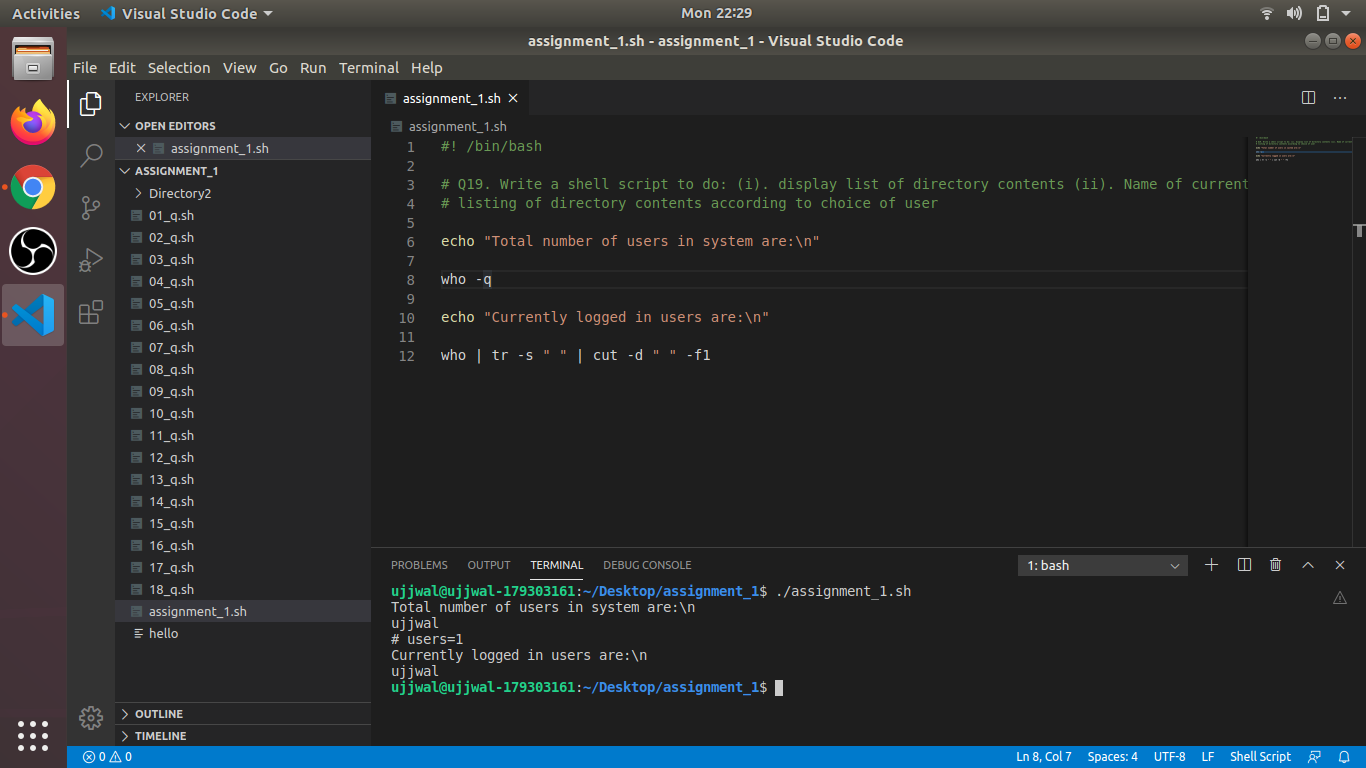 Activities Visual Studio Code Mon 22:29
assignment_1.sh - assignment_1 - Visual Studio Code
File Edit Selection View Go Run Terminal Help
EXPLORER
OPEN EDITORS
assignment_1.sh
ASSIGNMENT_1
Directory2
01_q.sh
02_q.sh
03_q.sh
04_q.sh
05_q.sh
06_q.sh
07_q.sh
08_q.sh
09_q.sh
10_q.sh
11_q.sh
12_q.sh
13_q.sh
14_q.sh
15_q.sh
16_q.sh
17_q.sh
18_q.sh
assignment_1.sh
hello
OUTLINE
TIMELINE
assignment_1.sh
assignment_1.sh
1 #! /bin/bash
2
3 # Q19. Write a shell script to do: (i). display list of directory contents (ii). Name of current
4 # listing of directory contents according to choice of user
5
6 echo "Total number of users in system are:\n"
7
8 who -q
9
10 echo "Currently logged in users are:\n"
11
12 who | tr -s " " | cut -d " " -f1
PROBLEMS OUTPUT TERMINAL DEBUG CONSOLE 1: bash
ujjwal@ujjwal-179303161:~/Desktop/assignment_1$ ./assignment_1.sh
Total number of users in system are:\n
ujjwal
# users=1
Currently logged in users are:\n
ujjwal
ujjwal@ujjwal-179303161:~/Desktop/assignment_1$
0 0 Ln 8, Col 7 Spaces: 4 UTF-8 LF Shell Script